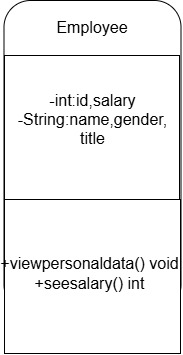 Employee
-int:id,salary
-String:name,gender,
title
+viewpersonaldata() void
+seesalary() int